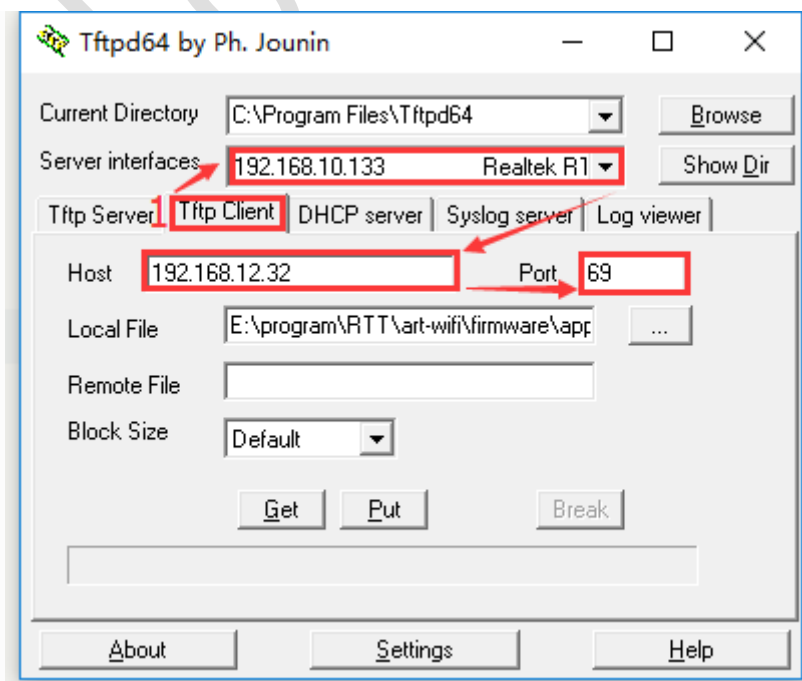 Tftpd64 by Ph. Jounin
Current Directory C:\Program Files\Tftpd64 Browse
Server interfaces 192.168.10.133 Realtek R1 Show Dir
Tftp Server 1 Tftp Client DHCP server Syslog server Log viewer
Host 192.168.12.32 Port 69
Local File E:\program\RTT\art-wifi\firmware\app ...
Remote File
Block Size Default
Get Put Break
About Settings Help